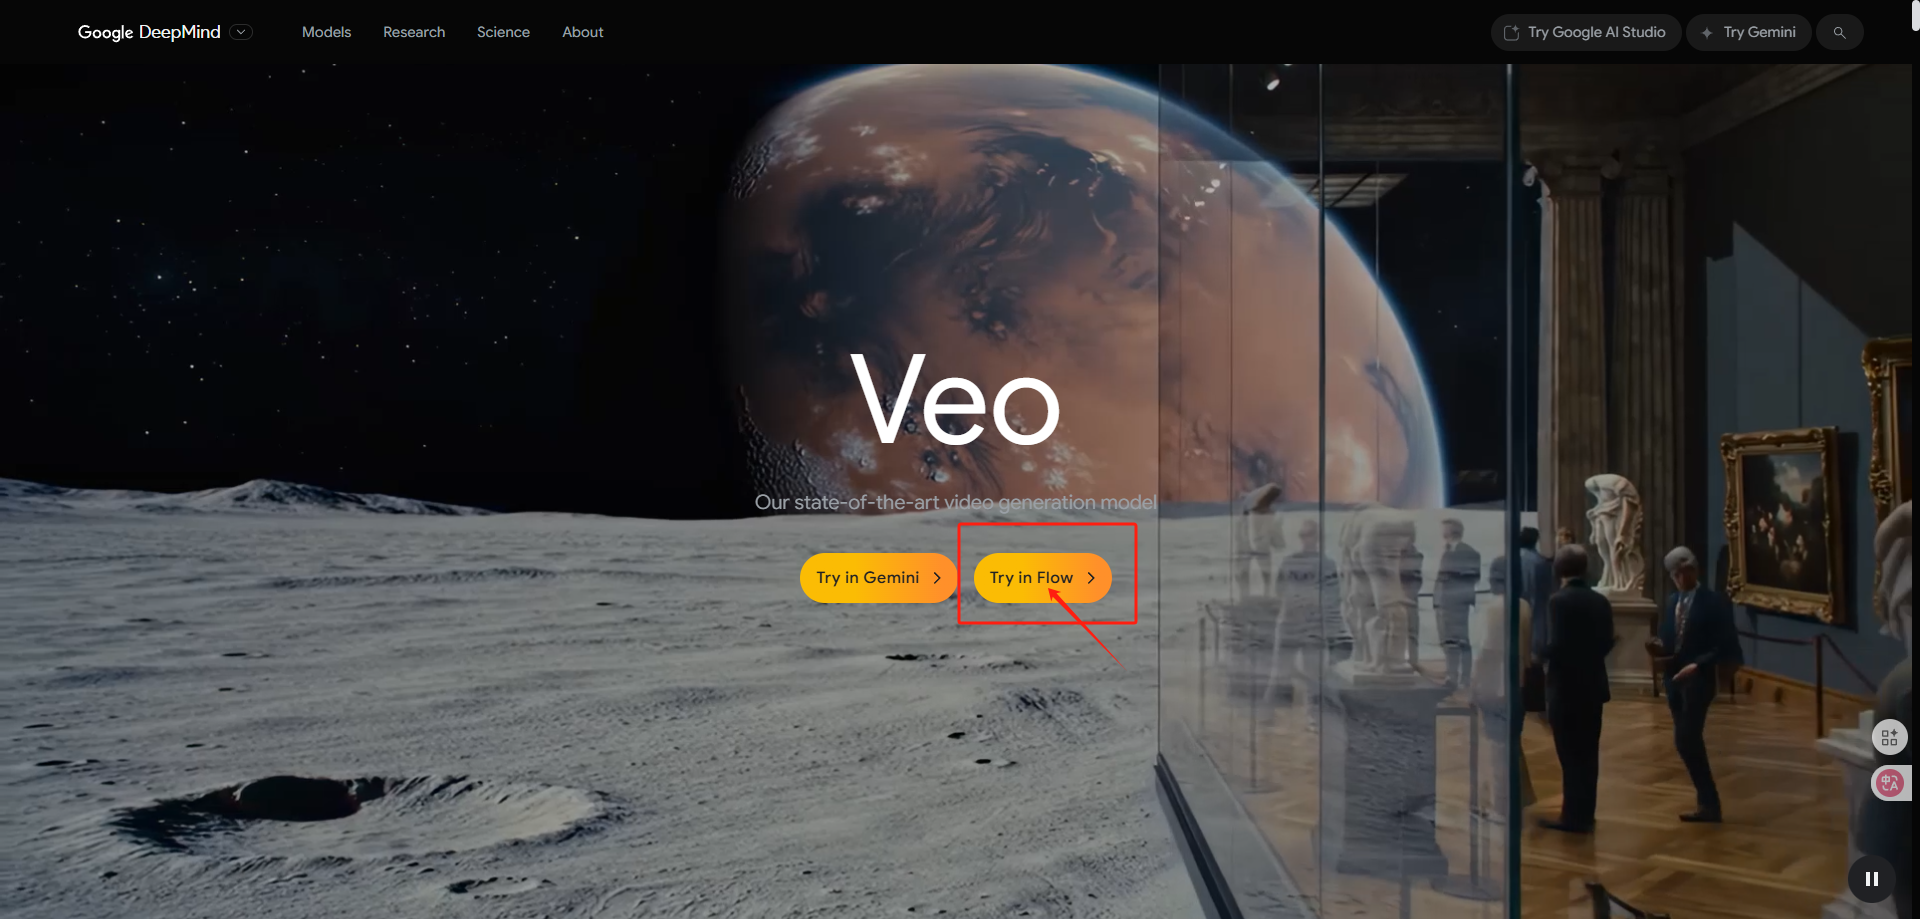 Google DeepMind
Models
Research
Science
About
Try Google AI Studio
Try Gemini
Veo
Our state-of-the-art video generation model
Try in Gemini
Try in Flow